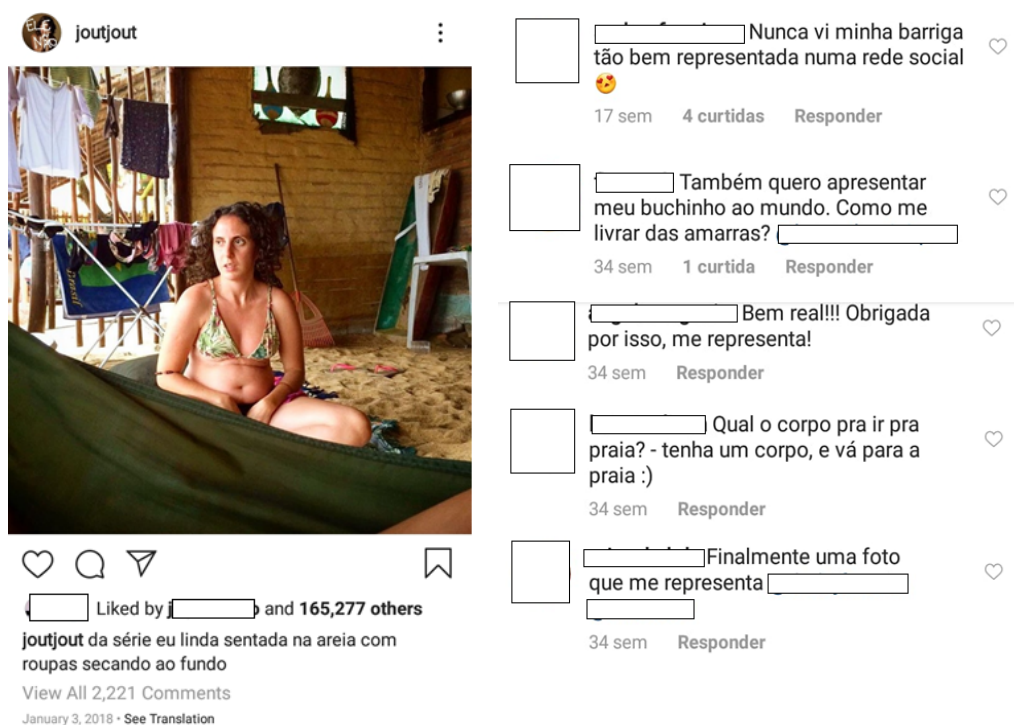 ELE
NÃO
joutjout
Brasil
Liked by j and 165,277 others
joutjout da série eu linda sentada na areia com
roupas secando ao fundo
View All 2,221 Comments
January 3, 2018 • See Translation
Nunca vi minha barriga
tão bem representada numa rede social
😍
17 sem 4 curtidas Responder
Também quero apresentar
meu buchinho ao mundo. Como me
livrar das amarras?
34 sem 1 curtida Responder
Bem real!!! Obrigada
por isso, me representa!
34 sem Responder
Qual o corpo pra ir pra
praia? - tenha um corpo, e vá para a
praia :)
34 sem Responder
Finalmente uma foto
que me representa
34 sem Responder